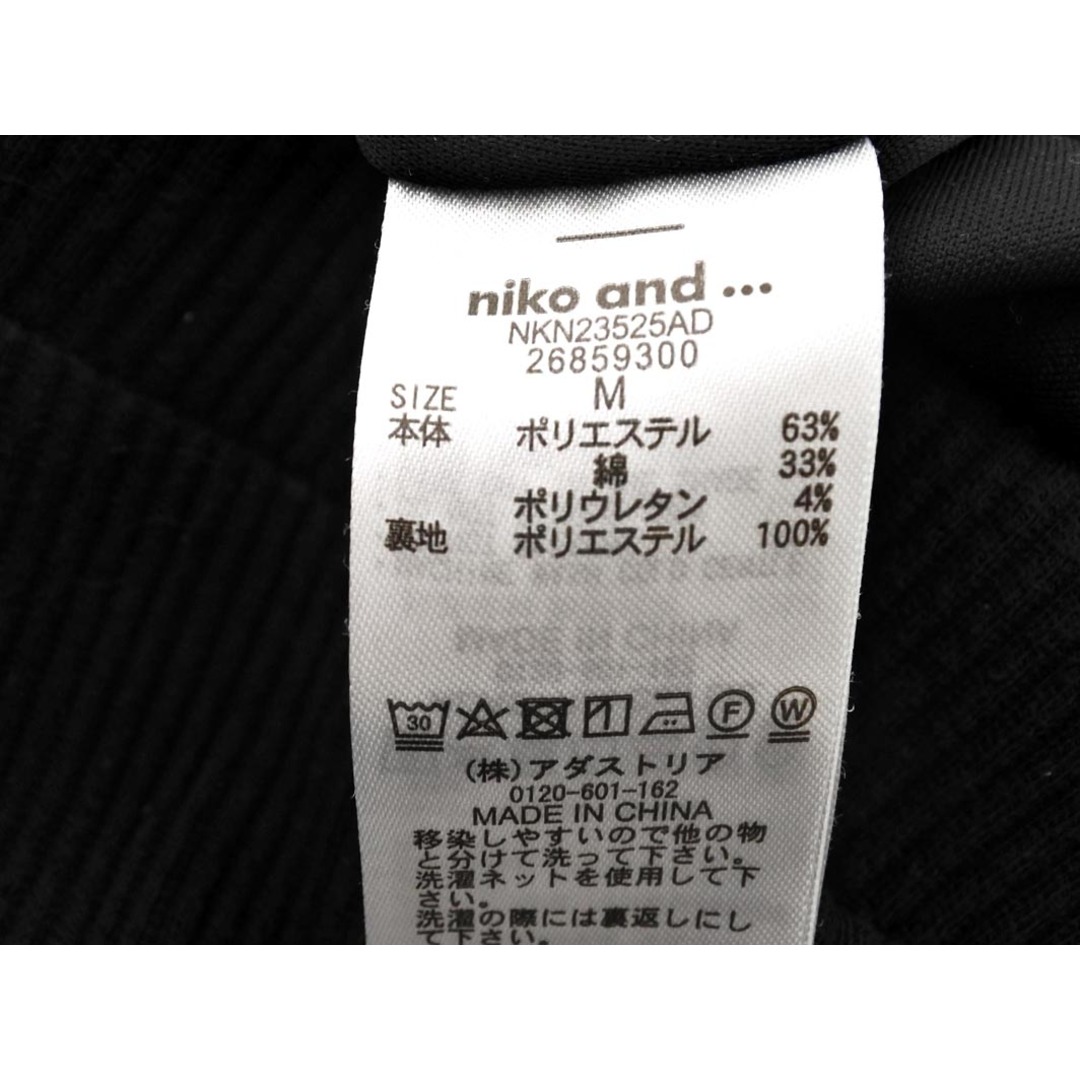 niko and ...
NKN23525AD
26859300
SIZE M
本体 ポリエステル 63%
綿 33%
ポリウレタン 4%
裏地 ポリエステル 100%
30 F W
(株)アダストリア
0120-601-162
MADE IN CHINA
移染しやすいので他の物
と分けて洗って下さい。
洗濯ネットを使用して下
さい。
洗濯の際には裏返しにし
て下さい。